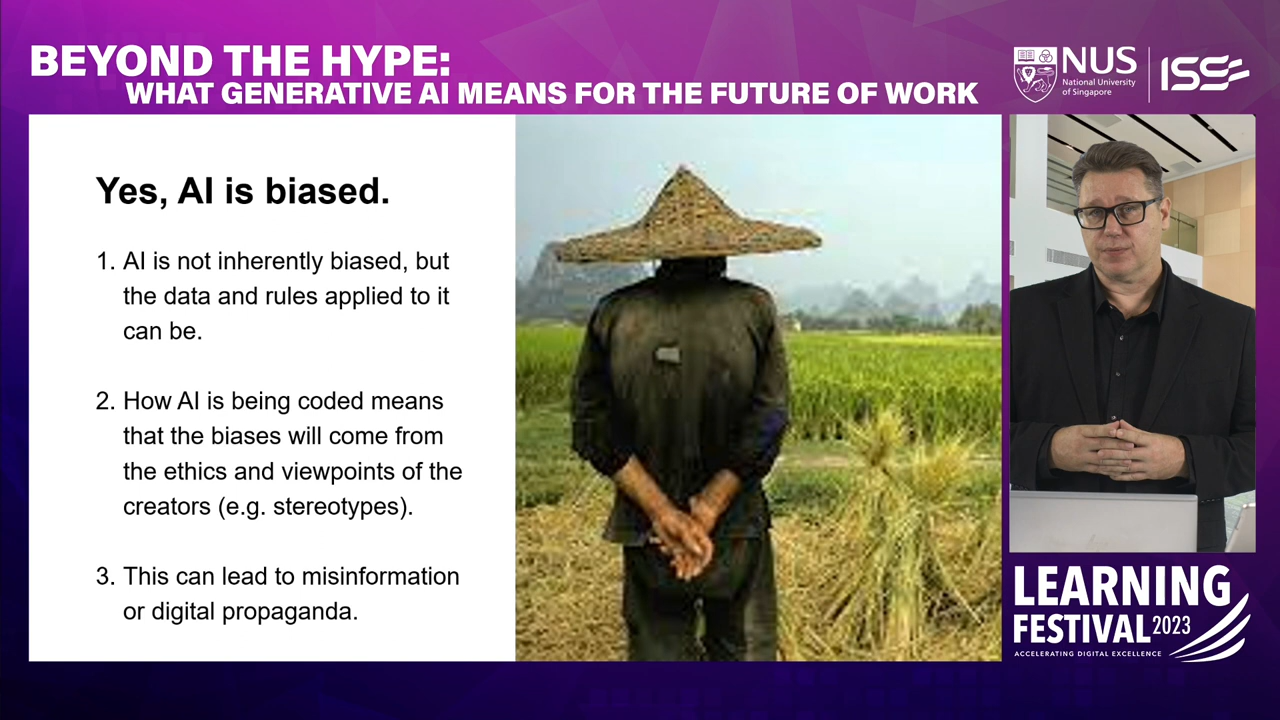 BEYOND THE HYPE:
WHAT GENERATIVE AI MEANS FOR THE FUTURE OF WORK
NUS
National University
of Singapore
ISS
Yes, AI is biased.
1. AI is not inherently biased, but
the data and rules applied to it
can be.
2. How AI is being coded means
that the biases will come from
the ethics and viewpoints of the
creators (e.g. stereotypes).
3. This can lead to misinformation
or digital propaganda.
LEARNING
FESTIVAL 2023
ACCELERATING DIGITAL EXCELLENCE